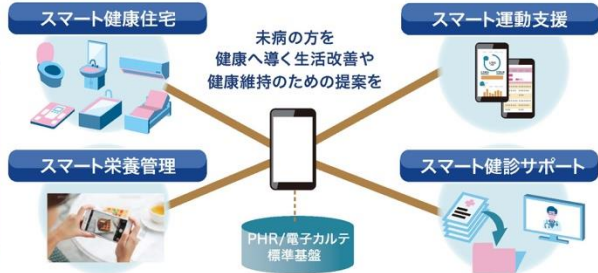 スマート健康住宅
未病の方を
健康へ導く生活改善や
健康維持のための提案を
スマート運動支援
スマート栄養管理
スマート健診サポート
PHR/電子カルテ
標準基盤